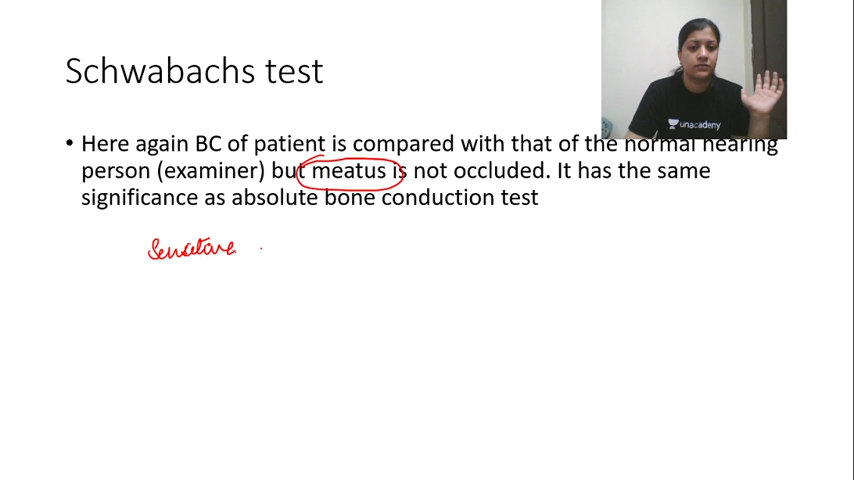 Schwabachs test
• Here again BC of patient is compared with that of the normal hearing
person (examiner) but meatus is not occluded. It has the same
significance as absolute bone conduction test
Sensitive
unacademy